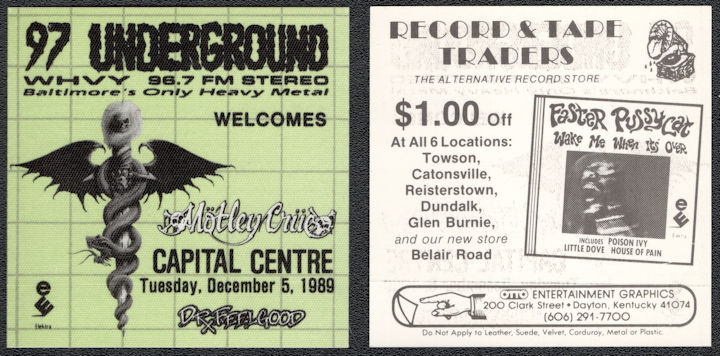 97 UNDERGROUND
WHVY 96.7 FM STEREO
Baltimore's Only Heavy Metal
WELCOMES
Mötley Crüe
CAPITAL CENTRE
Tuesday, December 5, 1989
Elektra
DR. FEELGOOD
RECORD & TAPE
TRADERS
THE ALTERNATIVE RECORD STORE
$1.00 Off
At All 6 Locations:
Towson,
Catonsville,
Reisterstown,
Dundalk,
Glen Burnie,
and our new store
Belair Road
FASTER PUSSYCAT
Wake Me When It's Over
INCLUDES POISON IVY
LITTLE DOVE HOUSE OF PAIN
OTTO ENTERTAINMENT GRAPHICS
200 Clark Street • Dayton, Kentucky 41074
(606) 291-7700
Do Not Apply to Leather, Suede, Velvet, Corduroy, Metal or Plastic.